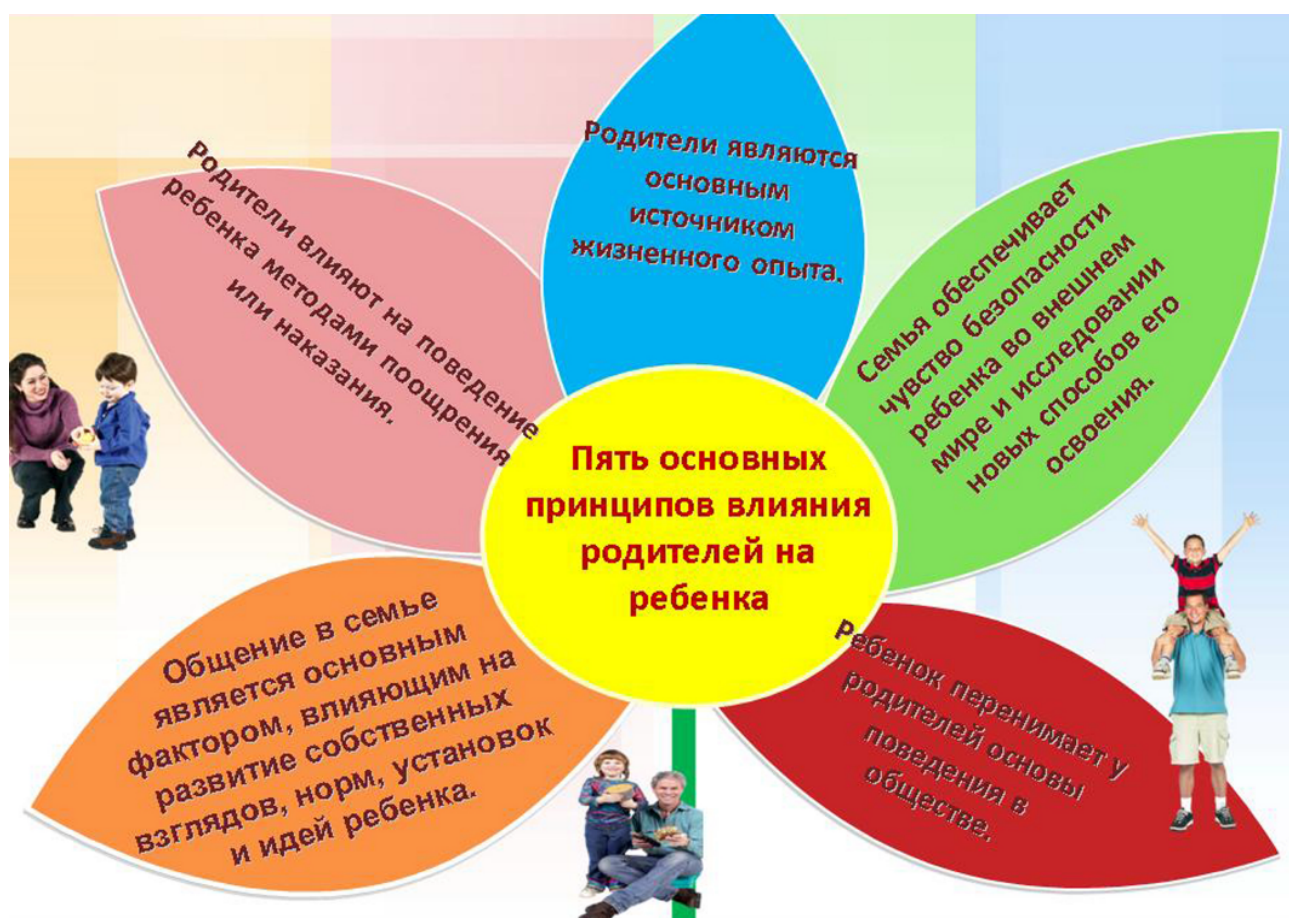 Родители являются
основным
источником
жизненного опыта.
Родители влияют на поведение
ребенка методами поощрения
или наказания.
Семья обеспечивает
чувство безопасности
ребенка во внешнем
мире и исследовании
новых способов его
освоения.
Пять основных
принципов влияния
родителей на
ребенка
Общение в семье
является основным
фактором, влияющим на
развитие собственных
взглядов, норм, установок
и идей ребенка.
Ребенок перенимает у
родителей основы
поведения в
обществе.